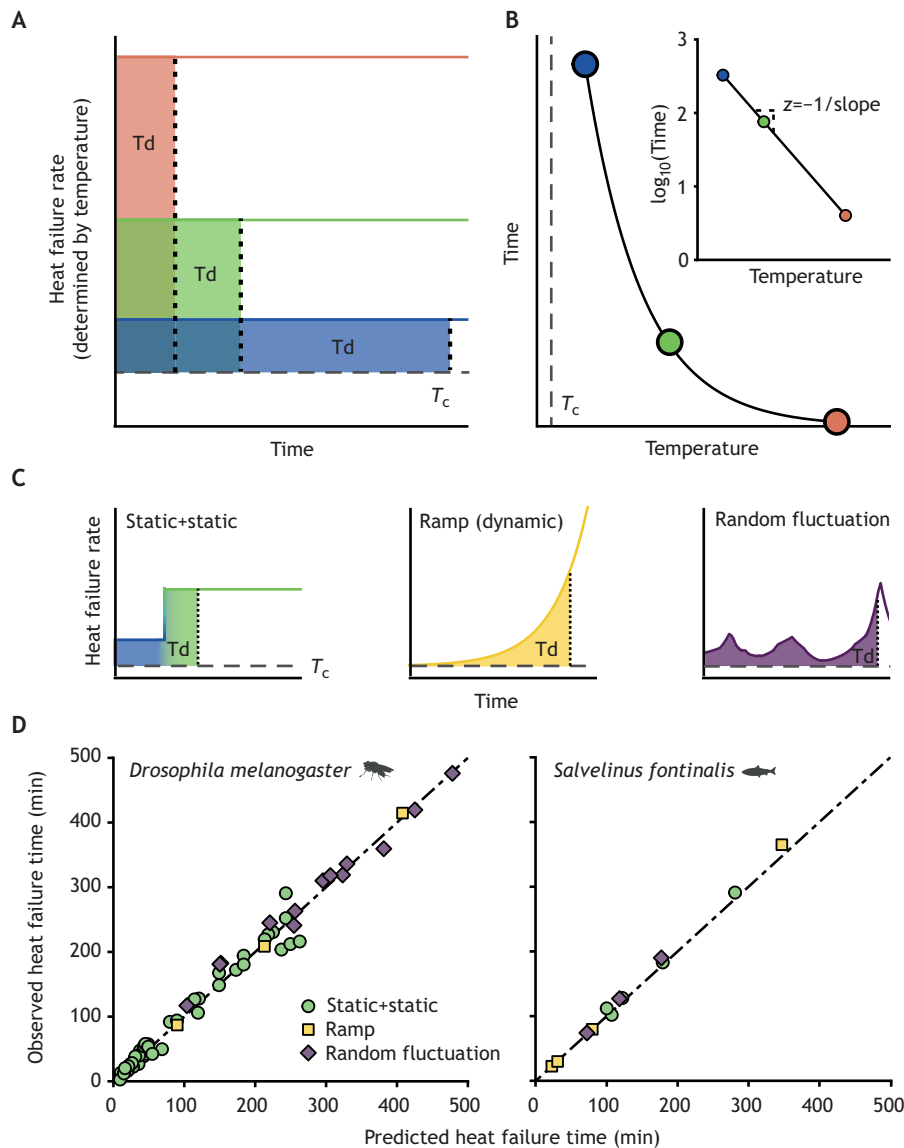 A
Heat failure rate
(determined by temperature)
Td
Td
Td
T_c
Time
B
Time
T_c
Temperature
log10(Time)
3
2
1
0
z=−1/slope
Temperature
C
Heat failure rate
Static+static
Td
T_c
Ramp (dynamic)
Td
Time
Random fluctuation
Td
D
Observed heat failure time (min)
500
400
300
200
100
0
Drosophila melanogaster
Static+static
Ramp
Random fluctuation
0 100 200 300 400 500
Salvelinus fontinalis
0 100 200 300 400 500
Predicted heat failure time (min)